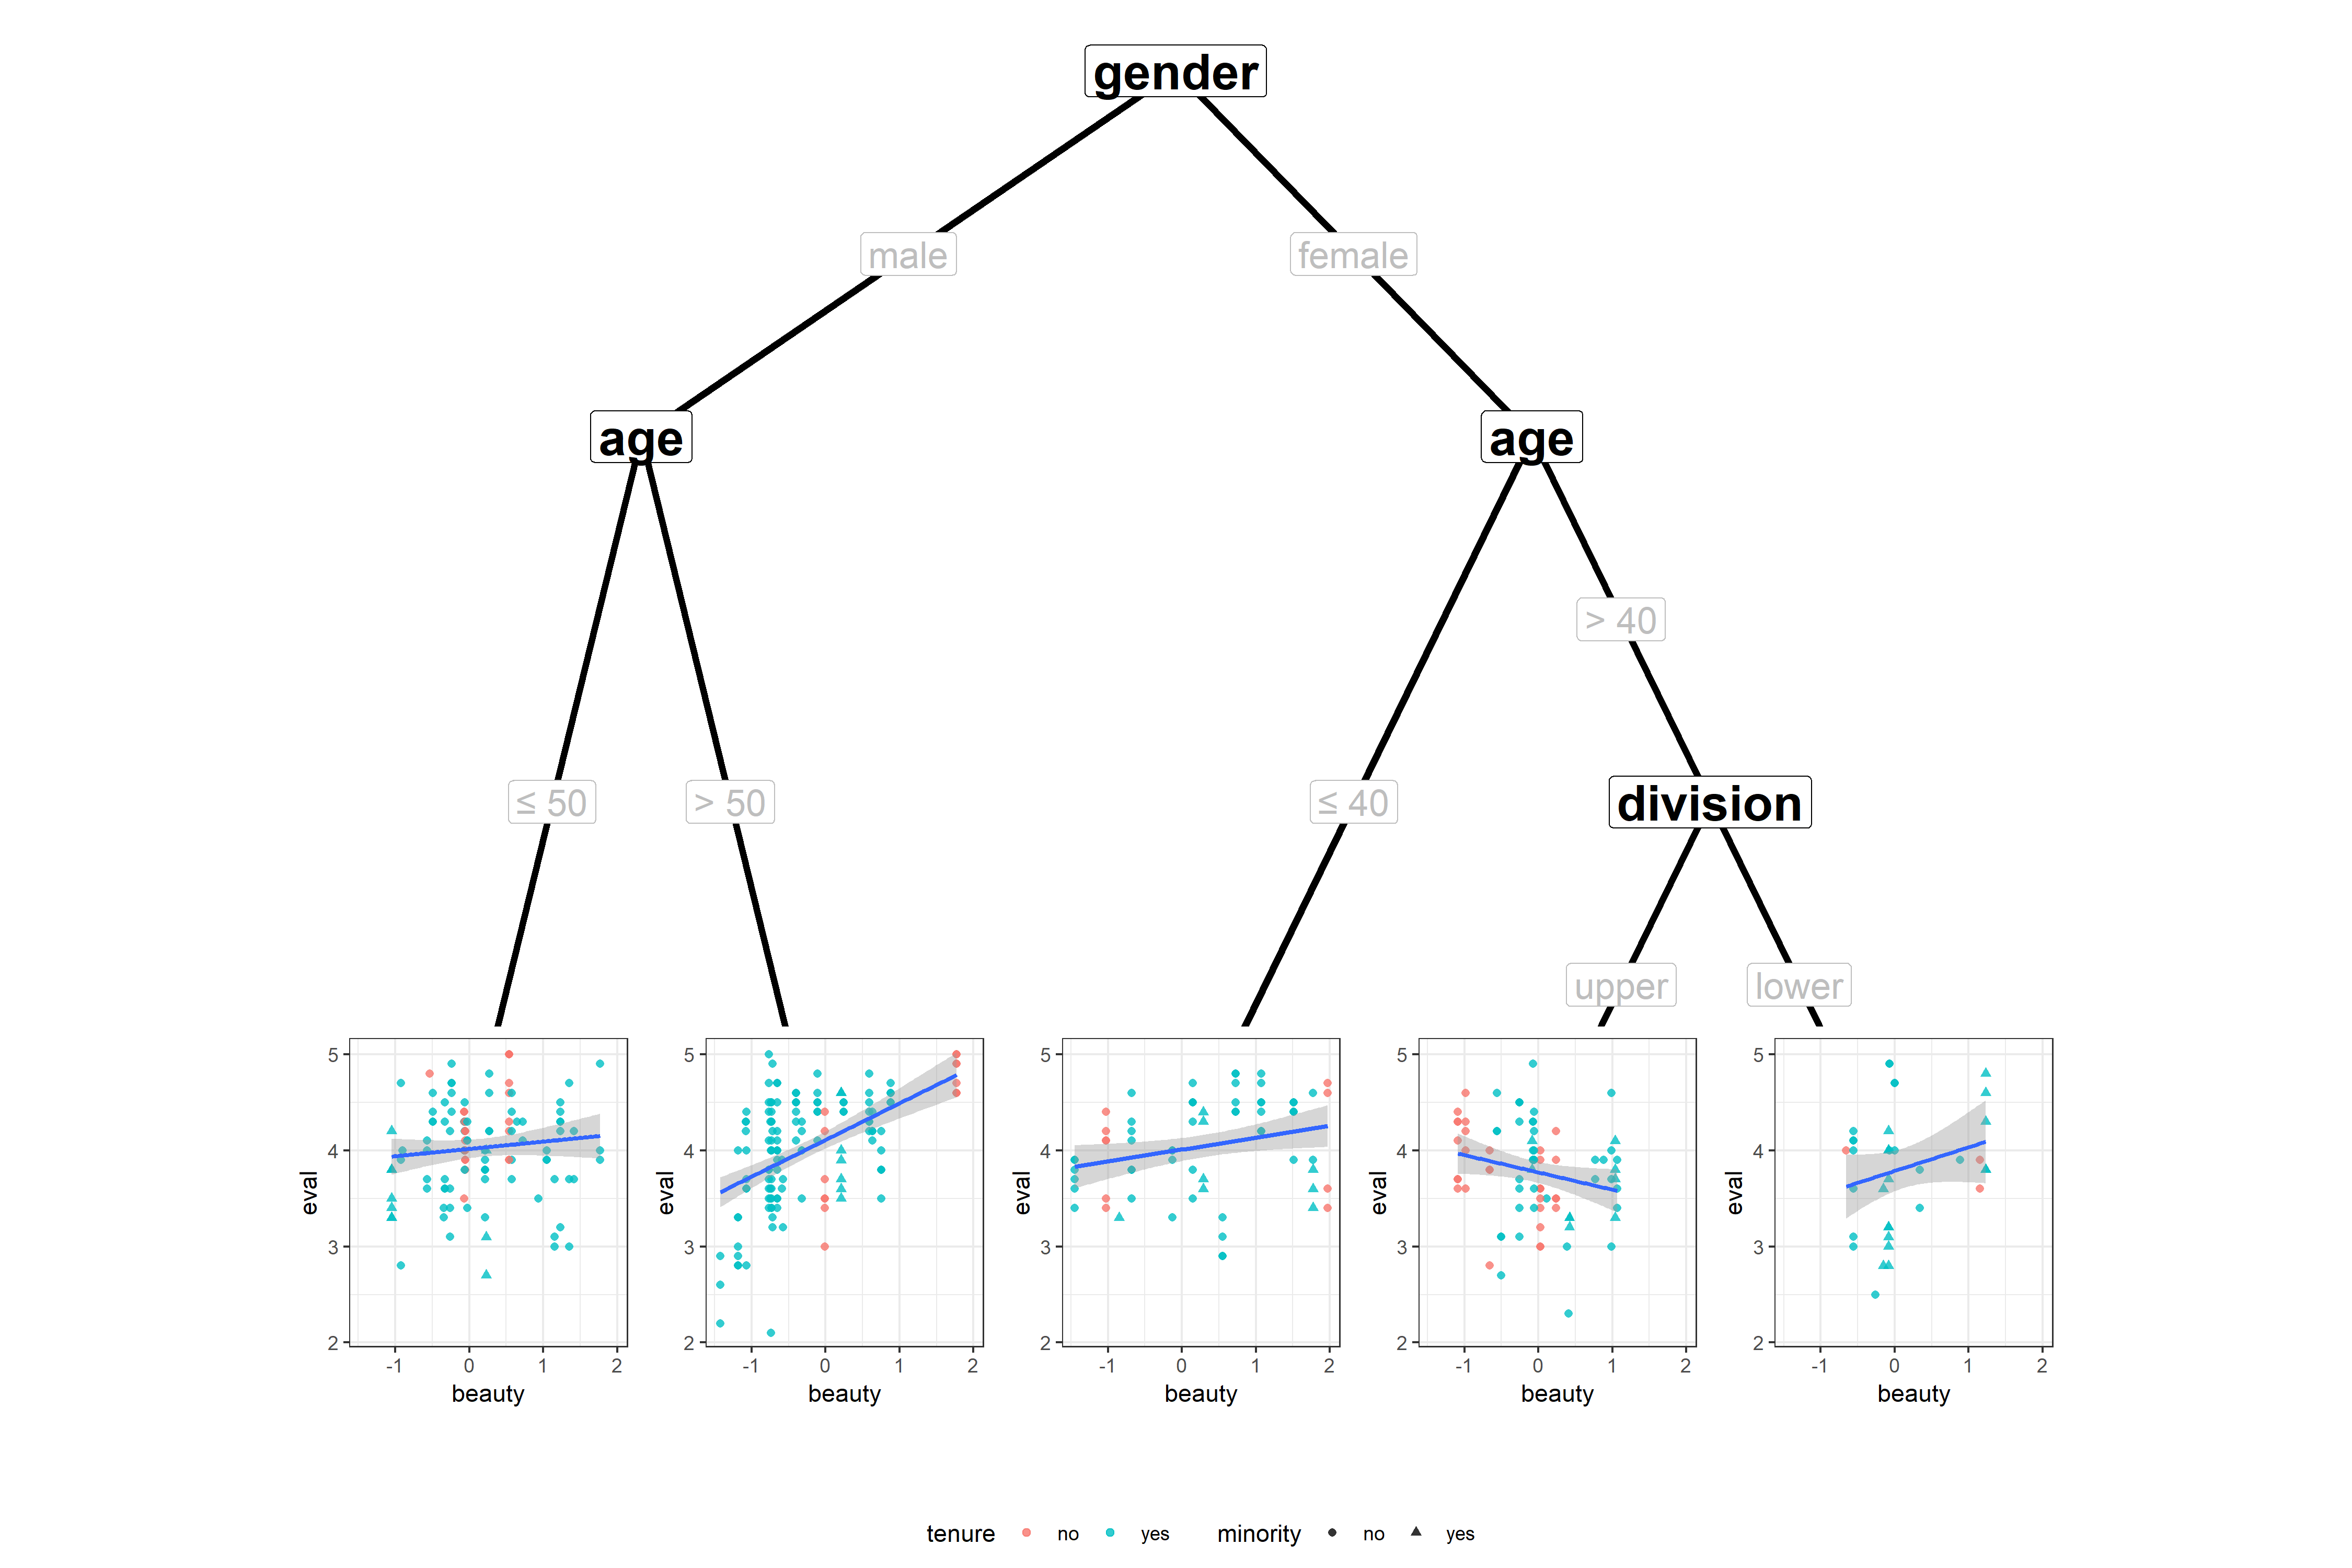 gender
male
female
age
age
> 40
≤ 50
> 50
≤ 40
division
upper
lower
5
4
3
2
eval
-1 0 1 2
beauty
5
4
3
2
eval
-1 0 1 2
beauty
5
4
3
2
eval
-1 0 1 2
beauty
5
4
3
2
eval
-1 0 1 2
beauty
5
4
3
2
eval
-1 0 1 2
beauty
tenure no yes minority no yes